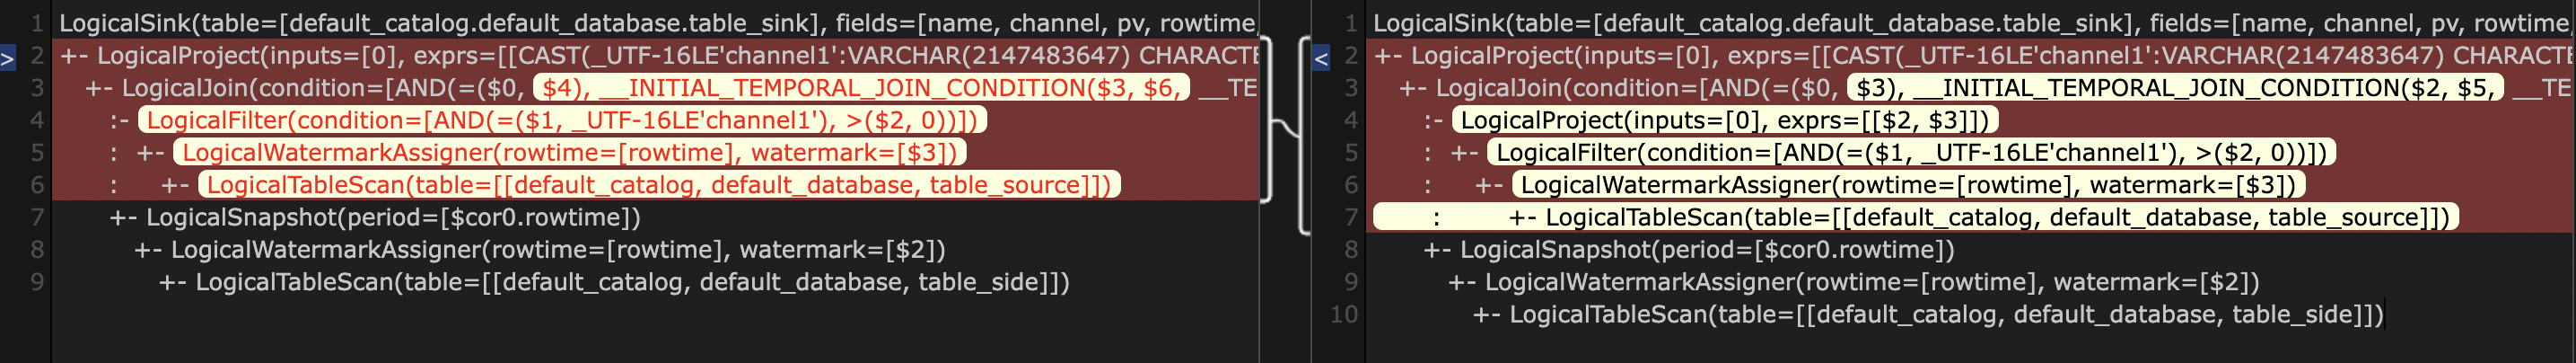 1 LogicalSink(table=[default_catalog.default_database.table_sink], fields=[name, channel, pv, rowtime,
> 2 +- LogicalProject(inputs=[0], exprs=[[CAST(_UTF-16LE'channel1':VARCHAR(2147483647) CHARACTE
3 +- LogicalJoin(condition=[AND(=($0, $4), __INITIAL_TEMPORAL_JOIN_CONDITION($3, $6, __TE
4 :- LogicalFilter(condition=[AND(=($1, _UTF-16LE'channel1'), >($2, 0))])
5 : +- LogicalWatermarkAssigner(rowtime=[rowtime], watermark=[$3])
6 : +- LogicalTableScan(table=[[default_catalog, default_database, table_source]])
7 +- LogicalSnapshot(period=[$cor0.rowtime])
8 +- LogicalWatermarkAssigner(rowtime=[rowtime], watermark=[$2])
9 +- LogicalTableScan(table=[[default_catalog, default_database, table_side]])
1 LogicalSink(table=[default_catalog.default_database.table_sink], fields=[name, channel, pv, rowtime,
< 2 +- LogicalProject(inputs=[0], exprs=[[CAST(_UTF-16LE'channel1':VARCHAR(2147483647) CHARACTE
3 +- LogicalJoin(condition=[AND(=($0, $3), __INITIAL_TEMPORAL_JOIN_CONDITION($2, $5, __TE
4 :- LogicalProject(inputs=[0], exprs=[[$2, $3]])
5 : +- LogicalFilter(condition=[AND(=($1, _UTF-16LE'channel1'), >($2, 0))])
6 : +- LogicalWatermarkAssigner(rowtime=[rowtime], watermark=[$3])
7 : +- LogicalTableScan(table=[[default_catalog, default_database, table_source]])
8 +- LogicalSnapshot(period=[$cor0.rowtime])
9 +- LogicalWatermarkAssigner(rowtime=[rowtime], watermark=[$2])
10 +- LogicalTableScan(table=[[default_catalog, default_database, table_side]])